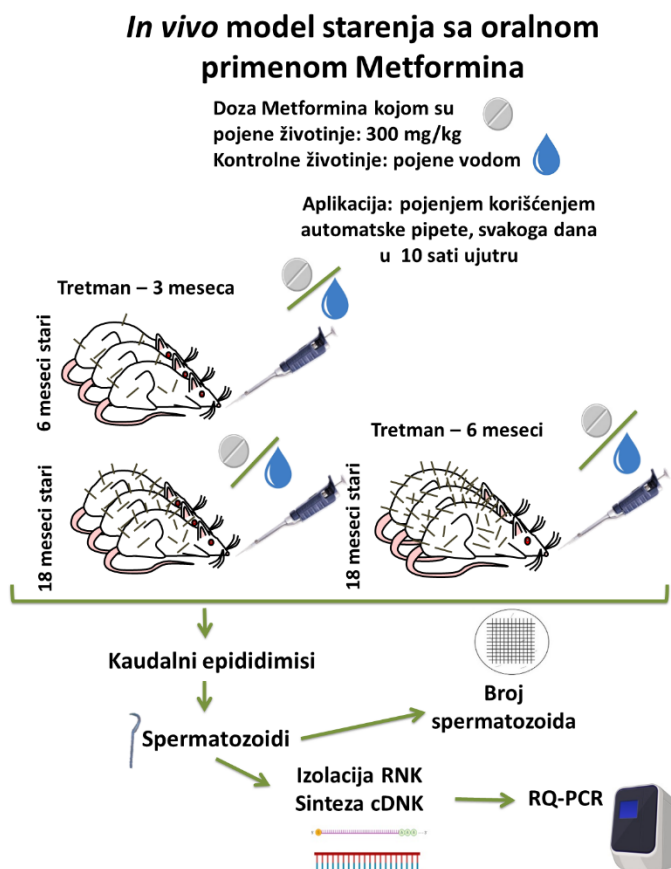 In vivo model starenja sa oralnom
primenom Metformina
Doza Metformina kojom su
pojene životinje: 300 mg/kg
Kontrolne životinje: pojene vodom
Aplikacija: pojenjem korišćenjem
automatske pipete, svakoga dana
u 10 sati ujutru
Tretman – 3 meseca
6 meseci stari
Tretman – 6 meseci
18 meseci stari
18 meseci stari
Kaudalni epididimisi
Broj
spermatozoida
Spermatozoidi
Izolacija RNK
Sinteza cDNK
RQ-PCR